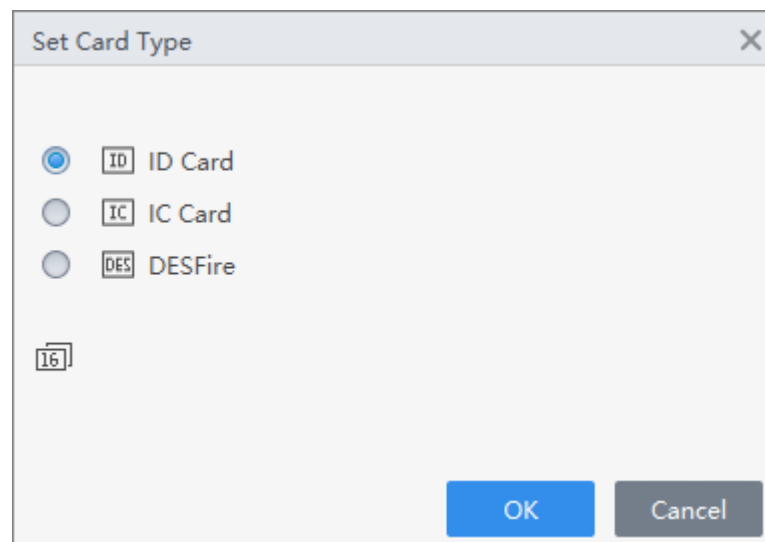 Set Card Type
ID ID Card
IC IC Card
DES DESFire
16
OK Cancel